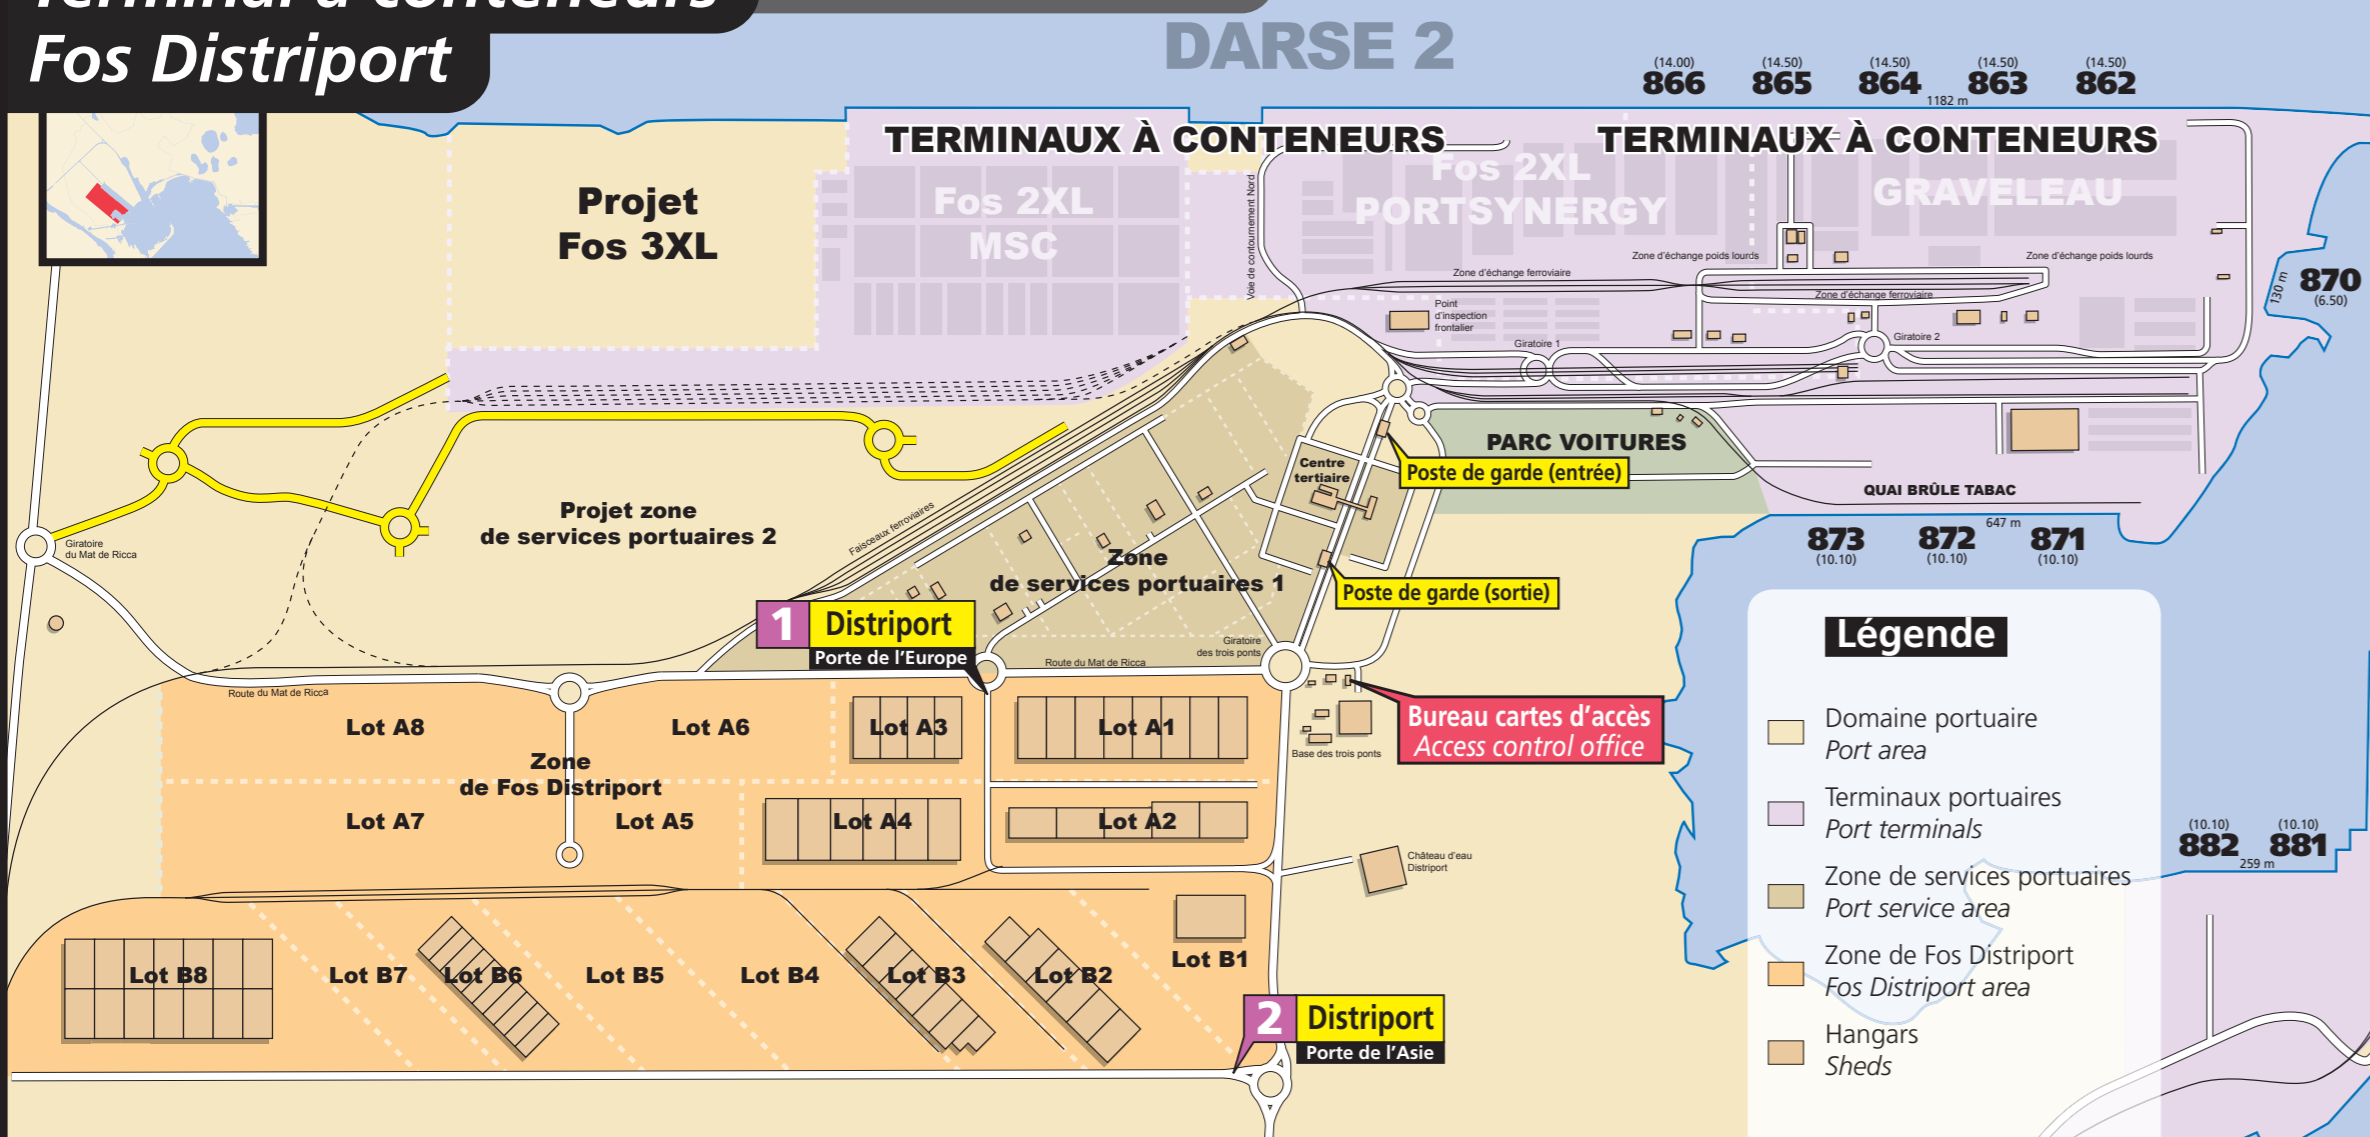 Terminal à conteneurs
Fos Distriport
DARSE 2
(14.00)
866
(14.50)
865
(14.50)
864
(14.50)
863
(14.50)
862
1182 m
TERMINAUX À CONTENEURS
TERMINAUX À CONTENEURS
Projet
Fos 3XL
Fos 2XL
MSC
Voie de contournement Nord
Fos 2XL
PORTSYNERGY
GRAVELEAU
Zone d'échange poids lourds
Zone d'échange poids lourds
Zone d'échange ferroviaire
Zone d'échange ferroviaire
Point
d'inspection
frontalier
Giratoire 1
Giratoire 2
130 m
870
(6.50)
PARC VOITURES
Poste de garde (entrée)
Centre
tertiaire
QUAI BRÛLE TABAC
647 m
873
(10.10)
872
(10.10)
871
(10.10)
Projet zone
de services portuaires 2
Faisceaux ferroviaires
Giratoire
du Mat de Ricca
Zone
de services portuaires 1
Poste de garde (sortie)
1
Distriport
Porte de l'Europe
Giratoire
des trois ponts
Route du Mat de Ricca
Route du Mat de Ricca
Lot A8
Lot A6
Lot A3
Lot A1
Bureau cartes d'accès
Access control office
Base des trois ponts
Zone
de Fos Distriport
Lot A7
Lot A5
Lot A4
Lot A2
Château d'eau
Distriport
Lot B8
Lot B7
Lot B6
Lot B5
Lot B4
Lot B3
Lot B2
Lot B1
2
Distriport
Porte de l'Asie
Légende
Domaine portuaire
Port area
Terminaux portuaires
Port terminals
Zone de services portuaires
Port service area
Zone de Fos Distriport
Fos Distriport area
Hangars
Sheds
(10.10)
882
(10.10)
881
259 m